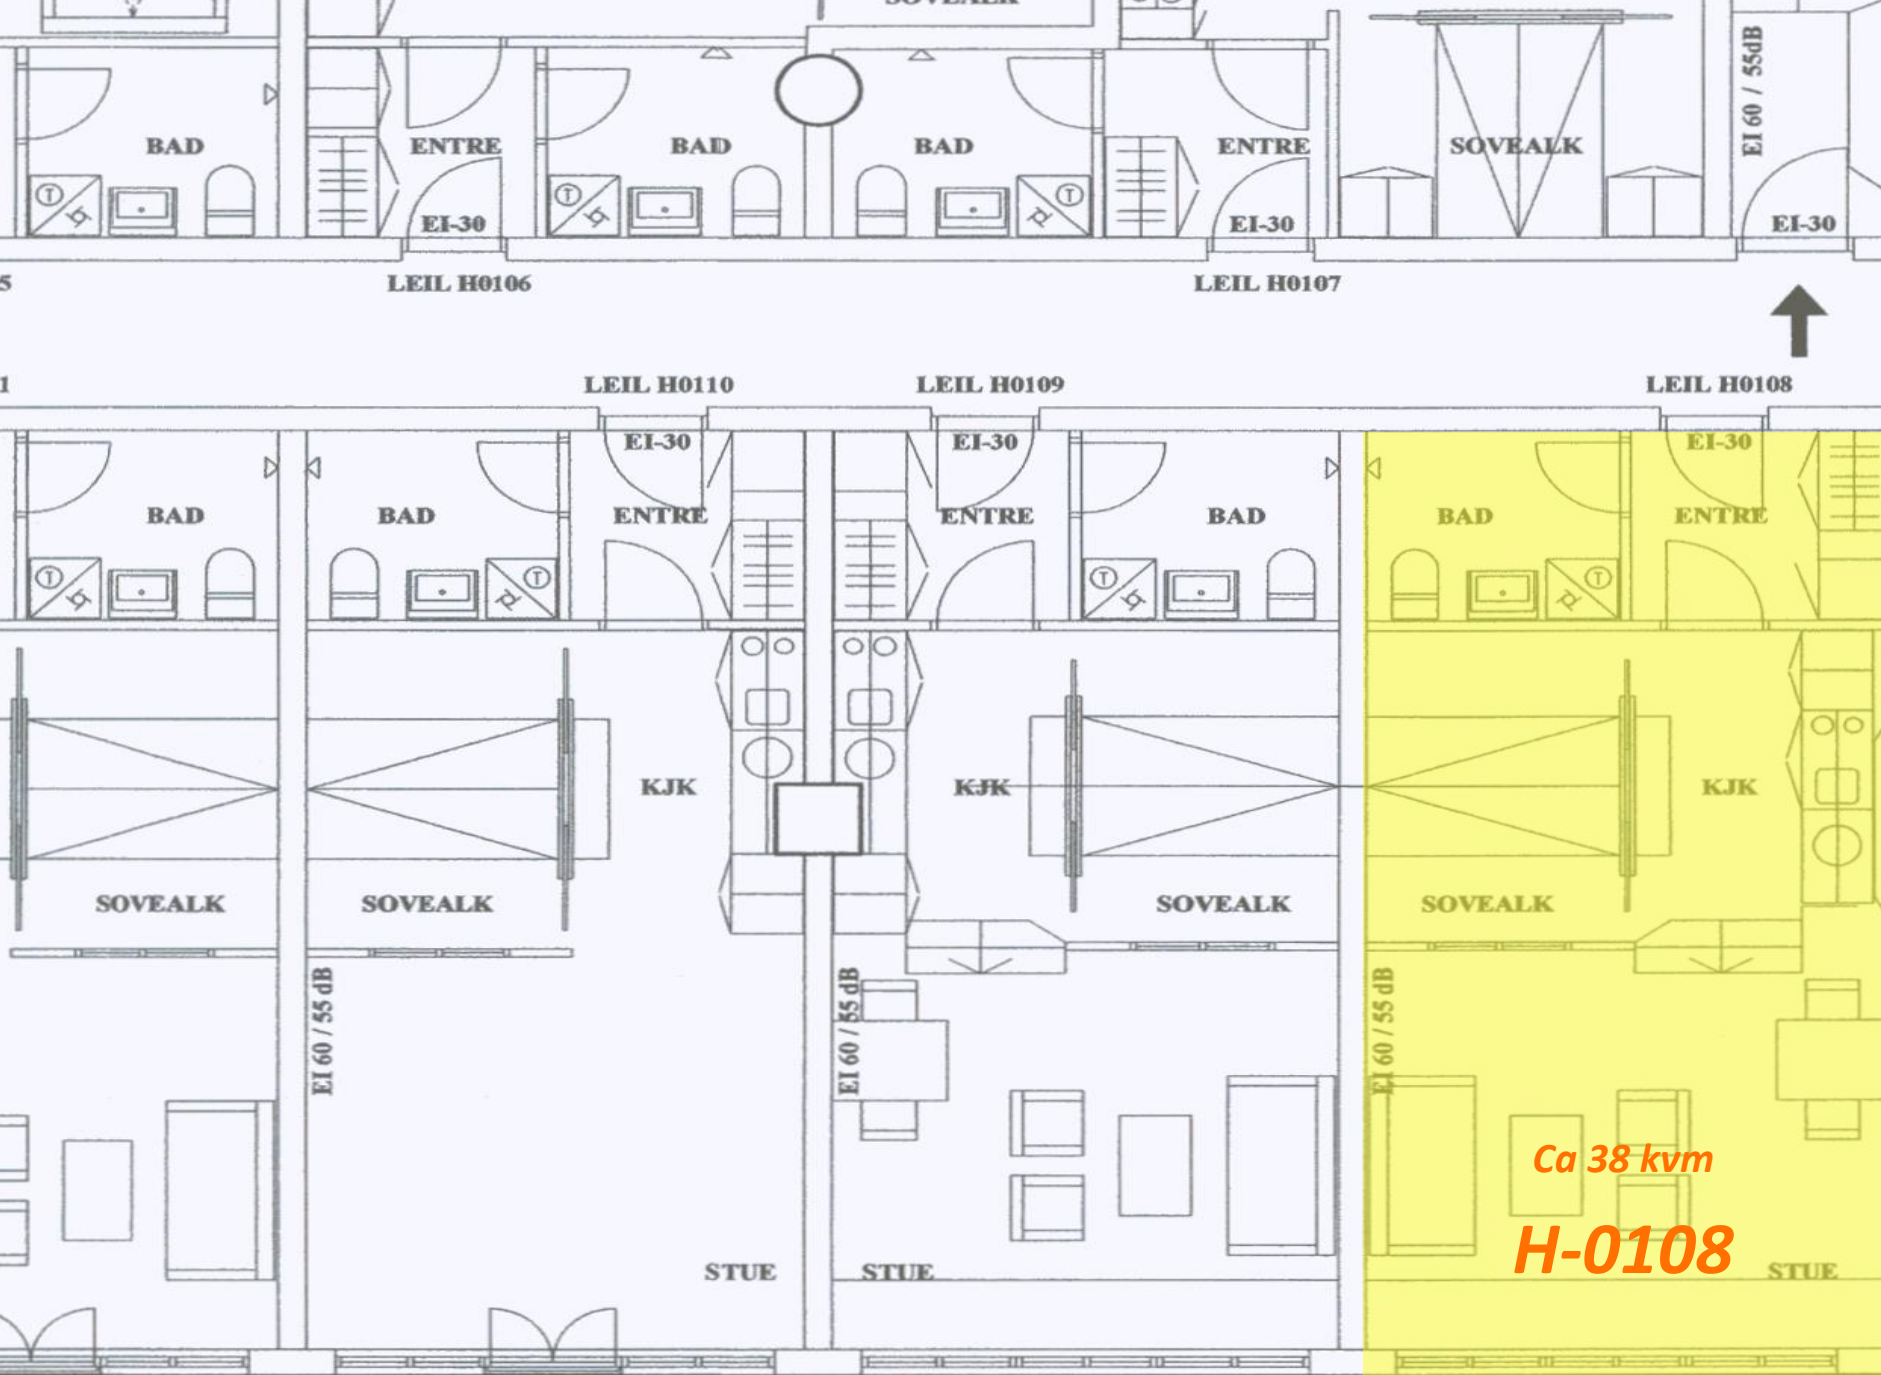 SOVEALK
EI 60 / 55dB
BAD
ENTRE
BAD
BAD
ENTRE
SOVEALK
T
T
T
EI-30
EI-30
EI-30
5
LEIL H0106
LEIL H0107
1
LEIL H0110
LEIL H0109
LEIL H0108
EI-30
EI-30
EI-30
BAD
BAD
ENTRE
ENTRE
BAD
BAD
ENTRE
T
T
T
T
KJK
KJK
KJK
SOVEALK
SOVEALK
SOVEALK
SOVEALK
EI 60 / 55 dB
EI 60 / 55 dB
EI 60 / 55 dB
Ca 38 kvm
H-0108
STUE
STUE
STUE